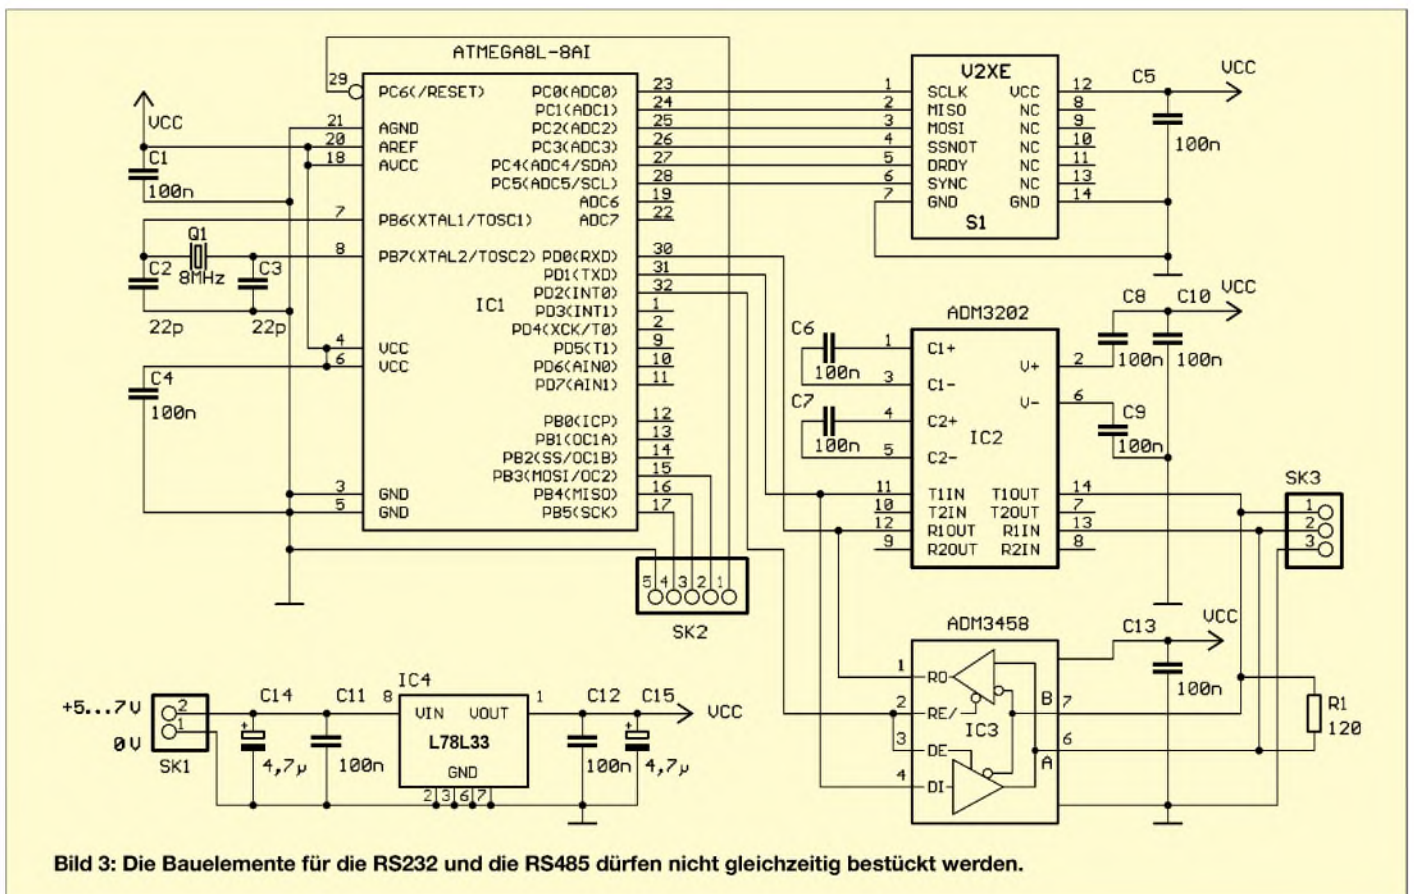 ATMEGA8L-8AI
29 PC6(/RESET) PC0(ADC0) 23
PC1(ADC1) 24
21 AGND PC2(ADC2) 25
20 AREF PC3(ADC3) 26
18 AVCC PC4(ADC4/SDA) 27
PC5(ADC5/SCL) 28
ADC6 19
7 PB6(XTAL1/TOSC1) ADC7 22
8 PB7(XTAL2/TOSC2) PD0(RXD) 30
PD1(TXD) 31
PD2(INT0) 32
IC1 PD3(INT1) 1
PD4(XCK/T0) 2
4 VCC PD5(T1) 9
6 VCC PD6(AIN0) 10
PD7(AIN1) 11
PB0(ICP) 12
PB1(OC1A) 13
PB2(SS/OC1B) 14
PB3(MOSI/OC2) 15
3 GND PB4(MISO) 16
5 GND PB5(SCK) 17
VCC
C1
100n
Q1
8MHz
C2
22p
C3
22p
C4
100n
5 4 3 2 1
SK2
V2XE
1 SCLK VCC 12
2 MISO NC 8
3 MOSI NC 9
4 SSNOT NC 10
5 DRDY NC 11
6 SYNC NC 13
7 GND GND 14
S1
C5
VCC
100n
ADM3202
C6
100n
C7
100n
1 C1+
V+ 2
3 C1-
V- 6
4 C2+
IC2
5 C2-
11 T1IN T1OUT 14
10 T2IN T2OUT 7
12 R1OUT R1IN 13
9 R2OUT R2IN 8
C8 C10 VCC
100n 100n
C9
100n
SK3
1
2
3
ADM3458
1 RO
2 RE/
3 DE
4 DI
IC3
B 7
A 6
C13
VCC
100n
R1
120
+5...7V
2
1
0V
SK1
C14
4,7µ
C11
100n
IC4
8 VIN VOUT 1
L78L33
GND
2 3 6 7
C12
100n
C15
4,7µ
VCC
Bild 3: Die Bauelemente für die RS232 und die RS485 dürfen nicht gleichzeitig bestückt werden.